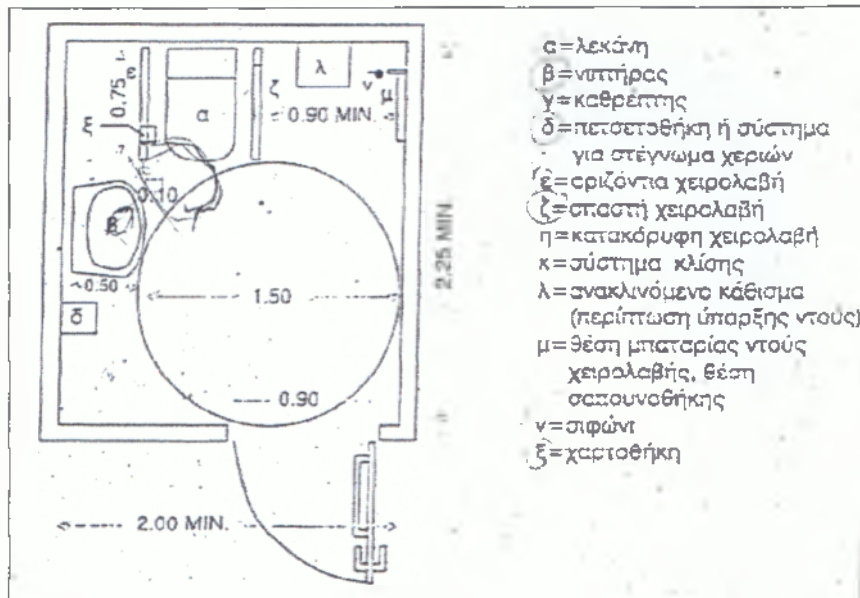 ε
0.75
ξ
α
ζ
λ
ν
μ
0.90 MIN.
0.10
β
0.50
δ
1.50
2.25 MIN.
0.90
2.00 MIN.
α=λεκάνη
β=νιπτήρας
γ=καθρέπτης
δ=πετσετοθήκη ή σύστημα
για στέγνωμα χεριών
ε=οριζόντια χειρολαβή
ζ=σπαστή χειρολαβή
η=κατακόρυφη χειρολαβή
κ=σύστημα κλίσης
λ=ανακλινόμενο κάθισμα
(περίπτωση ύπαρξης ντους)
μ=θέση μπαταρίας ντούς
χειρολαβής, θέση
σαπουνοθήκης
ν=σιφώνι
ξ=χαρτοθήκη